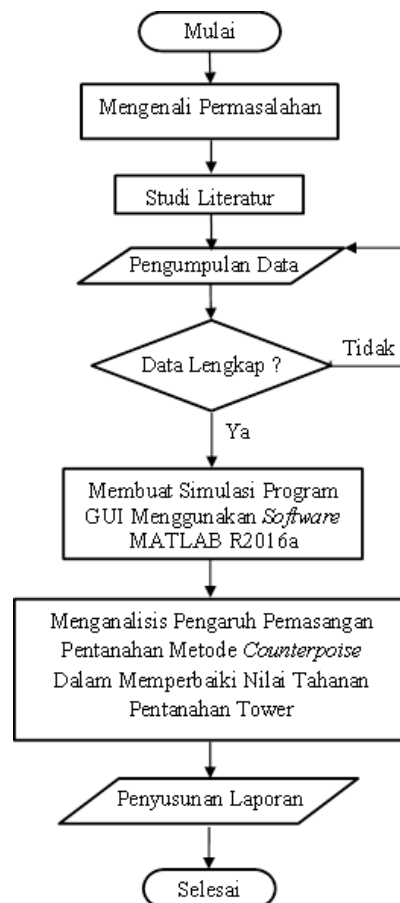 Mulai
Mengenali Permasalahan
Studi Literatur
Pengumpulan Data
Data Lengkap ?
Tidak
Ya
Membuat Simulasi Program
GUI Menggunakan Software
MATLAB R2016a
Menganalisis Pengaruh Pemasangan
Pentanahan Metode Counterpoise
Dalam Memperbaiki Nilai Tahanan
Pentanahan Tower
Penyusunan Laporan
Selesai